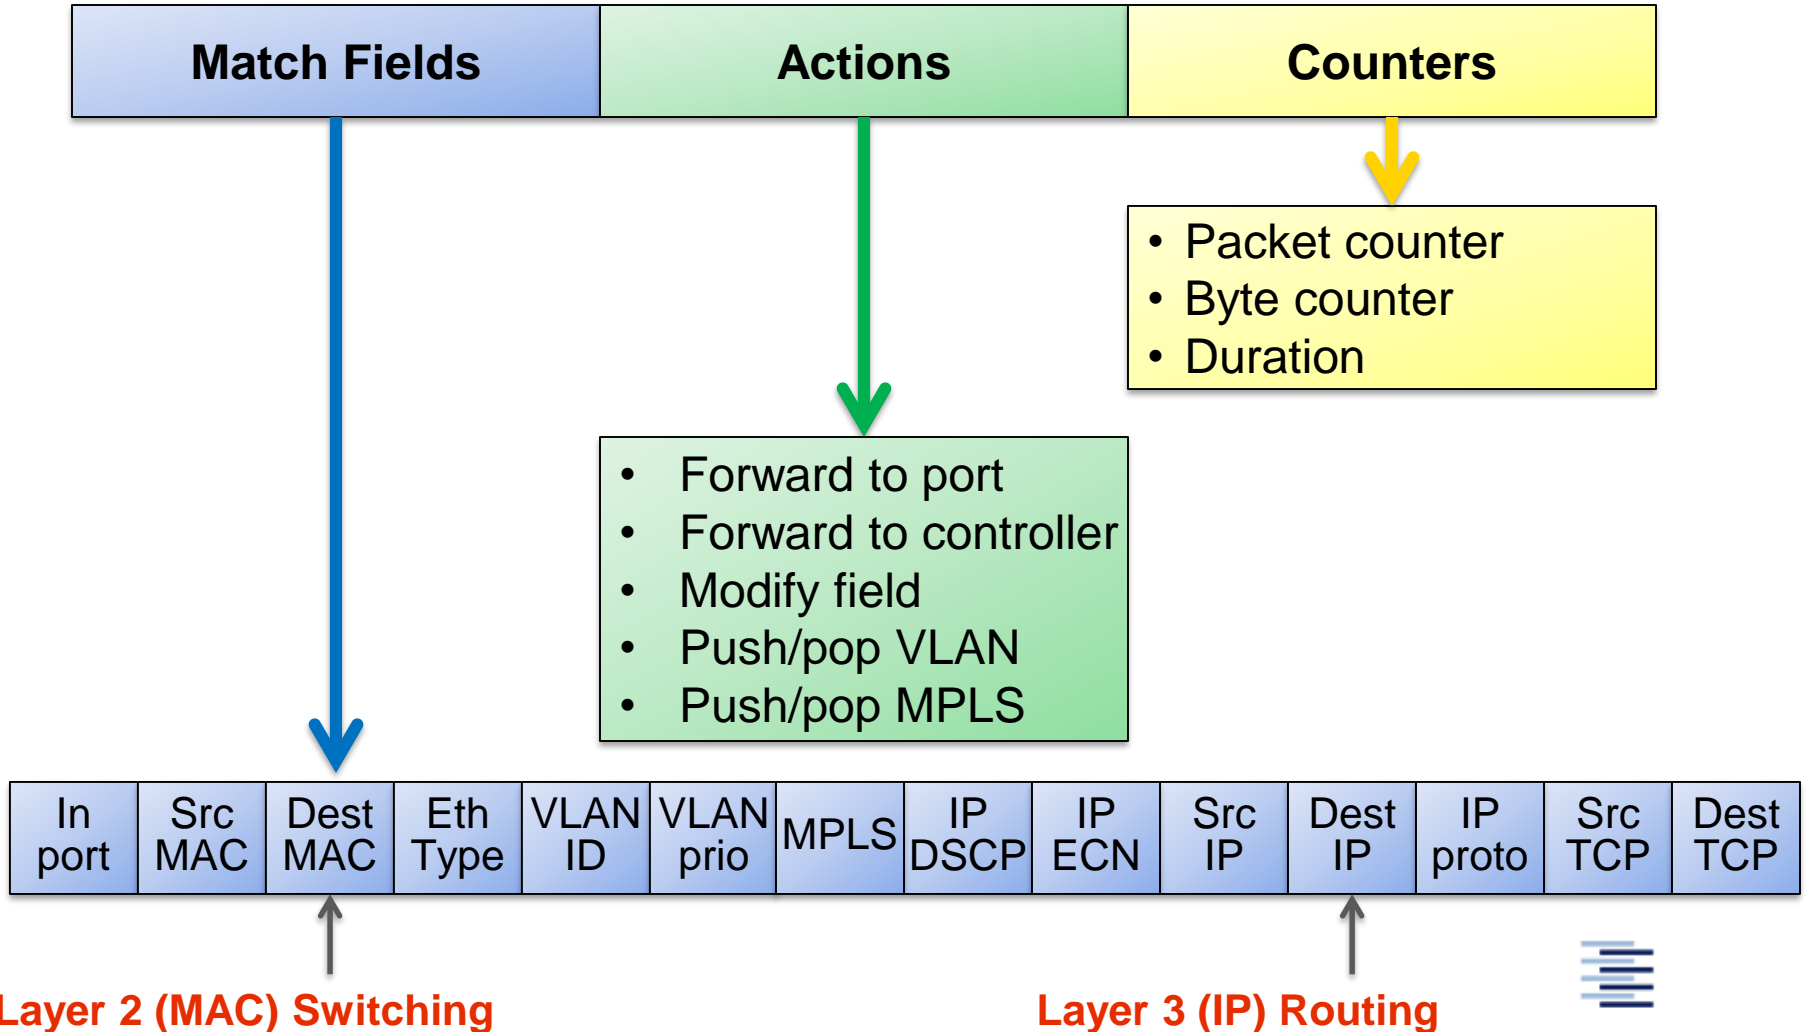 Match Fields Actions Counters
• Packet counter
• Byte counter
• Duration
• Forward to port
• Forward to controller
• Modify field
• Push/pop VLAN
• Push/pop MPLS
In port
Src MAC
Dest MAC
Eth Type
VLAN ID
VLAN prio
MPLS
IP DSCP
IP ECN
Src IP
Dest IP
IP proto
Src TCP
Dest TCP
Layer 2 (MAC) Switching
Layer 3 (IP) Routing